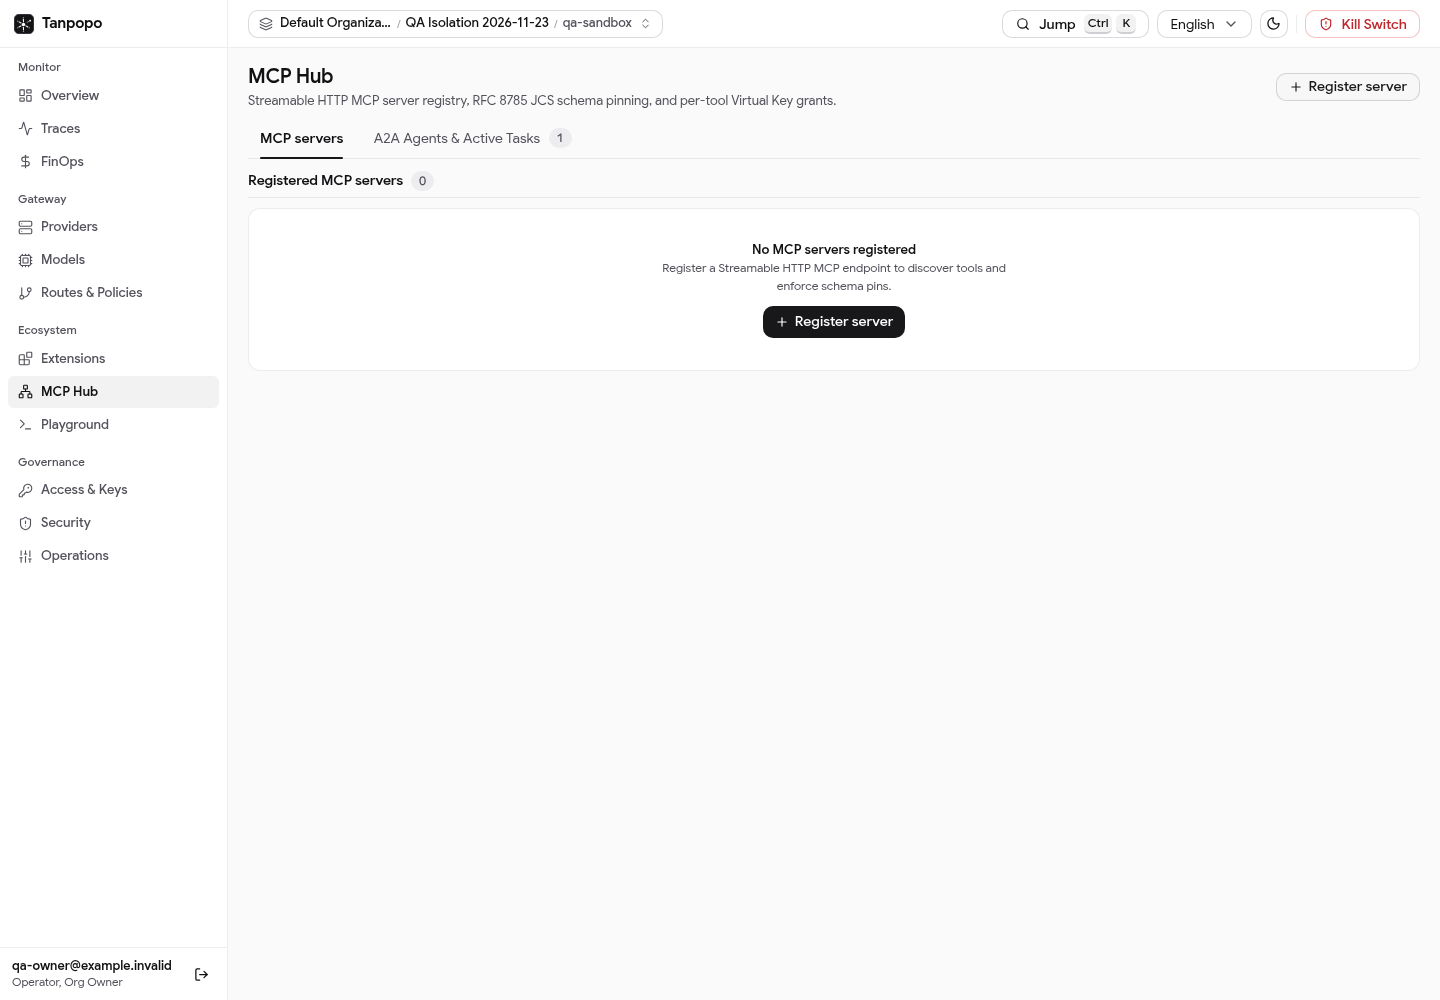 Tanpopo
Default Organiza... / QA Isolation 2026-11-23 / qa-sandbox
Jump Ctrl K
English
Kill Switch
Monitor
Overview
Traces
FinOps
Gateway
Providers
Models
Routes & Policies
Ecosystem
Extensions
MCP Hub
Playground
Governance
Access & Keys
Security
Operations
qa-owner@example.invalid
Operator, Org Owner
MCP Hub
Streamable HTTP MCP server registry, RFC 8785 JCS schema pinning, and per-tool Virtual Key grants.
Register server
MCP servers
A2A Agents & Active Tasks 1
Registered MCP servers 0
No MCP servers registered
Register a Streamable HTTP MCP endpoint to discover tools and
enforce schema pins.
Register server